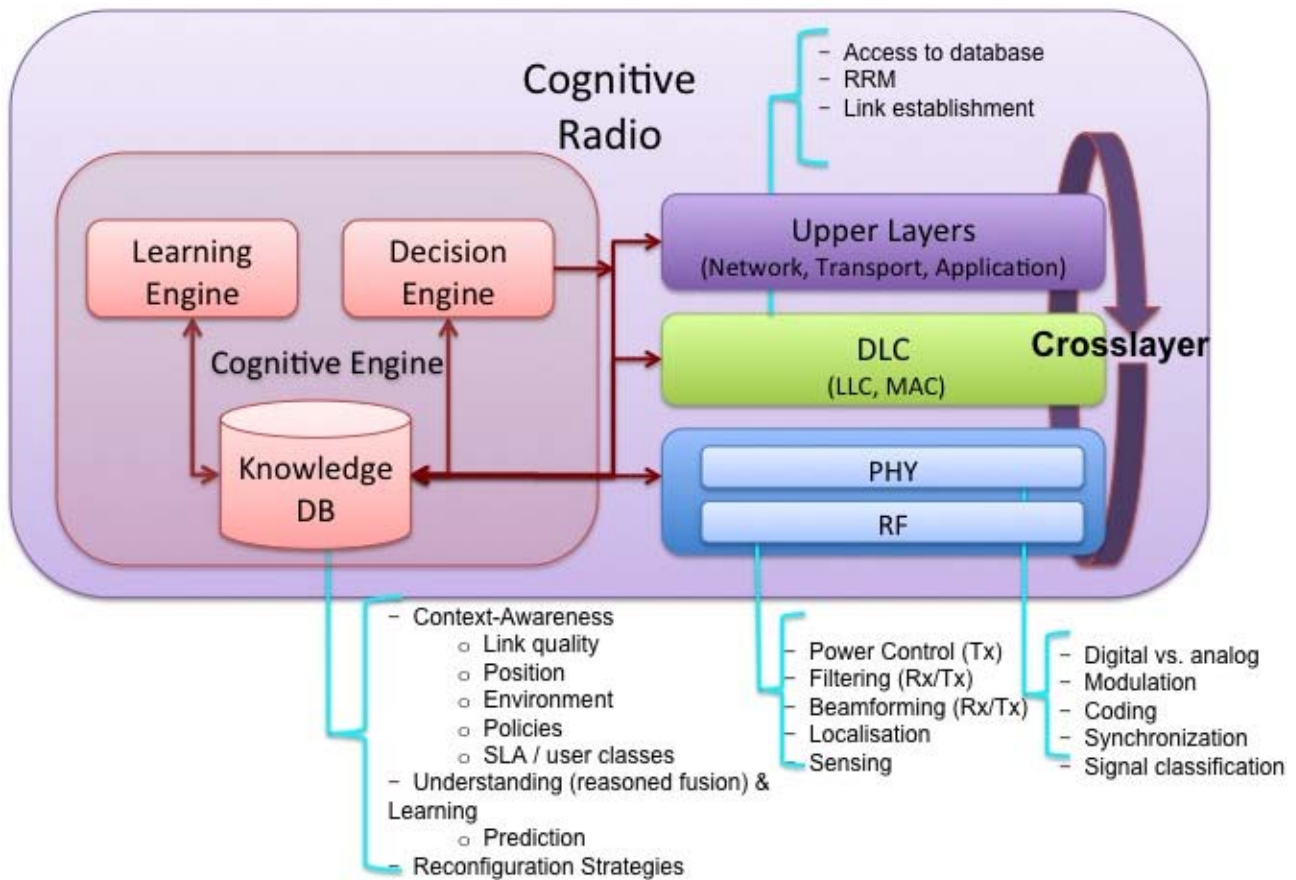 - Access to database
- RRM
- Link establishment
Cognitive
Radio
Learning
Engine
Decision
Engine
Cognitive Engine
Knowledge
DB
Upper Layers
(Network, Transport, Application)
DLC
(LLC, MAC)
Crosslayer
PHY
RF
- Context-Awareness
o Link quality
o Position
o Environment
o Policies
o SLA / user classes
- Understanding (reasoned fusion) &
Learning
o Prediction
- Reconfiguration Strategies
- Power Control (Tx)
- Filtering (Rx/Tx)
- Beamforming (Rx/Tx)
- Localisation
- Sensing
- Digital vs. analog
- Modulation
- Coding
- Synchronization
- Signal classification